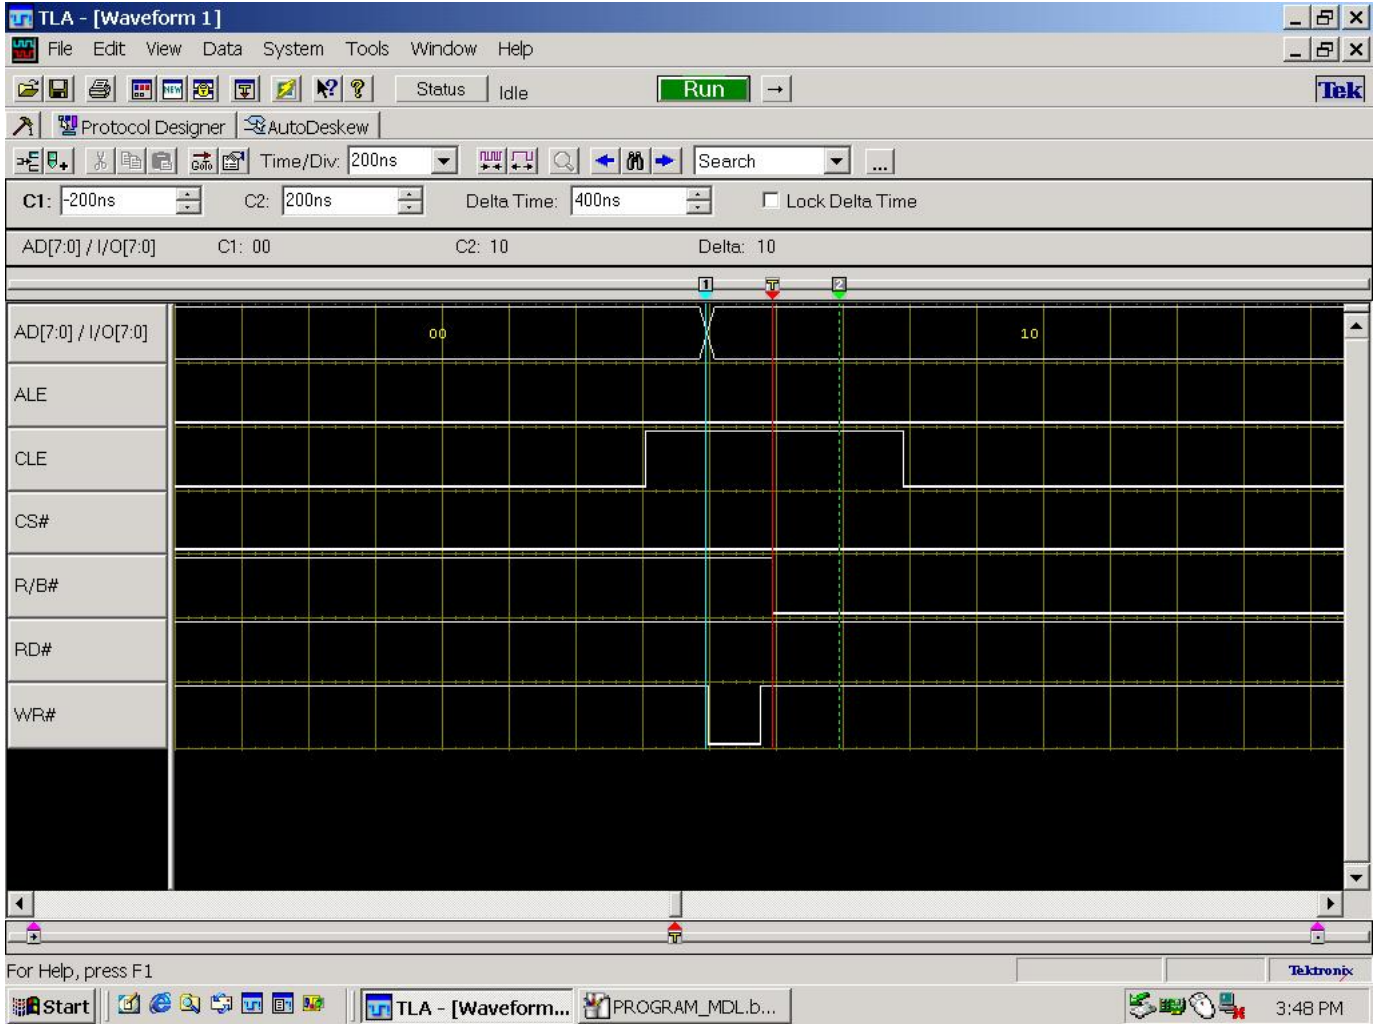 TLA - [Waveform 1]
File Edit View Data System Tools Window Help
NEW Status Idle Run Tek
Protocol Designer AutoDeskew
Goto Time/Div: 200ns Search ...
C1: -200ns C2: 200ns Delta Time: 400ns Lock Delta Time
AD[7:0] / I/O[7:0] C1: 00 C2: 10 Delta: 10
1 T 2
AD[7:0] / I/O[7:0] 00 10
ALE
CLE
CS#
R/B#
RD#
WR#
T
For Help, press F1 Tektronix
Start TLA - [Waveform... PROGRAM_MDL.b... 3:48 PM